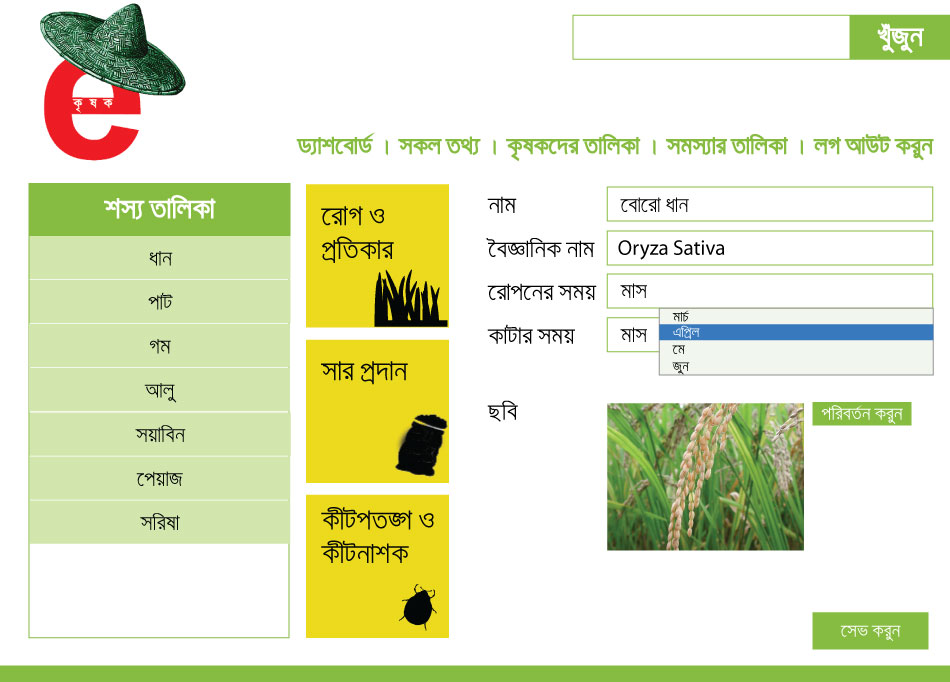 e
কৃ ষ ক
খুঁজুন
ড্যাশবোর্ড । সকল তথ্য । কৃষকদের তালিকা । সমস্যার তালিকা । লগ আউট করুন
শস্য তালিকা
ধান
পাট
গম
আলু
সয়াবিন
পেয়াজ
সরিষা
রোগ ও
প্রতিকার
সার প্রদান
কীটপতঙ্গ ও
কীটনাশক
নাম
বোরো ধান
বৈজ্ঞানিক নাম
Oryza Sativa
রোপনের সময়
মাস
মার্চ
এপ্রিল
মে
জুন
কাটার সময়
মাস
ছবি
পরিবর্তন করুন
সেভ করুন